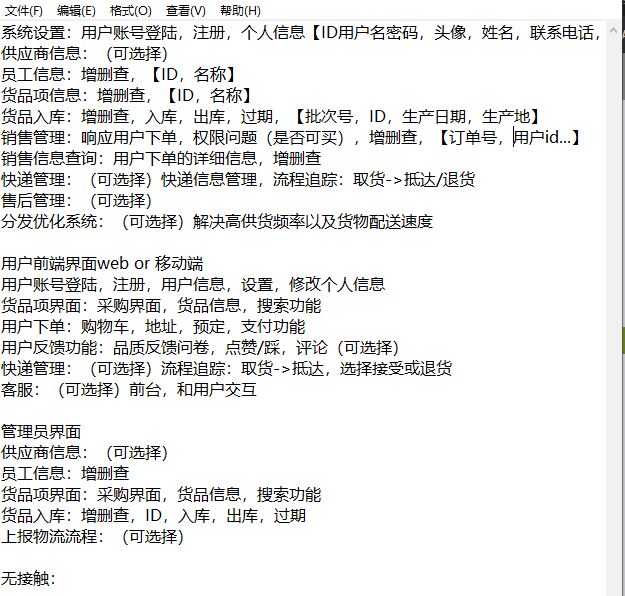 文件(F) 编辑(E) 格式(O) 查看(V) 帮助(H)
系统设置：用户账号登陆，注册，个人信息【ID用户名密码，头像，姓名，联系电话，
供应商信息：（可选择）
员工信息：增删查，【ID，名称】
货品项信息：增删查，【ID，名称】
货品入库：增删查，入库，出库，过期，【批次号，ID，生产日期，生产地】
销售管理：响应用户下单，权限问题（是否可买），增删查，【订单号，用户id...】
销售信息查询：用户下单的详细信息，增删查
快递管理：（可选择）快递信息管理，流程追踪：取货->抵达/退货
售后管理：（可选择）
分发优化系统：（可选择）解决高供货频率以及货物配送速度
用户前端界面web or 移动端
用户账号登陆，注册，用户信息，设置，修改个人信息
货品项界面：采购界面，货品信息，搜索功能
用户下单：购物车，地址，预定，支付功能
用户反馈功能：品质反馈问卷，点赞/踩，评论（可选择）
快递管理：（可选择）流程追踪：取货->抵达，选择接受或退货
客服：（可选择）前台，和用户交互
管理员界面
供应商信息：（可选择）
员工信息：增删查
货品项界面：采购界面，货品信息，搜索功能
货品入库：增删查，ID，入库，出库，过期
上报物流流程：（可选择）
无接触：